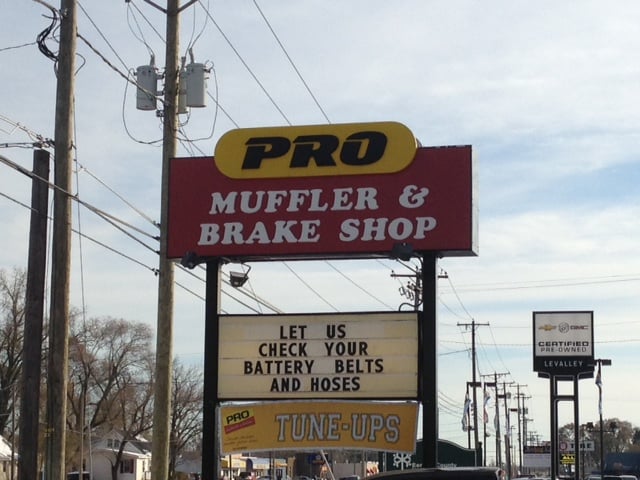 PRO
MUFFLER &
BRAKE SHOP
LET US
CHECK YOUR
BATTERY BELTS
AND HOSES
PRO
TUNE-UPS
GMC
CERTIFIED
PRE-OWNED
LEVALLEY